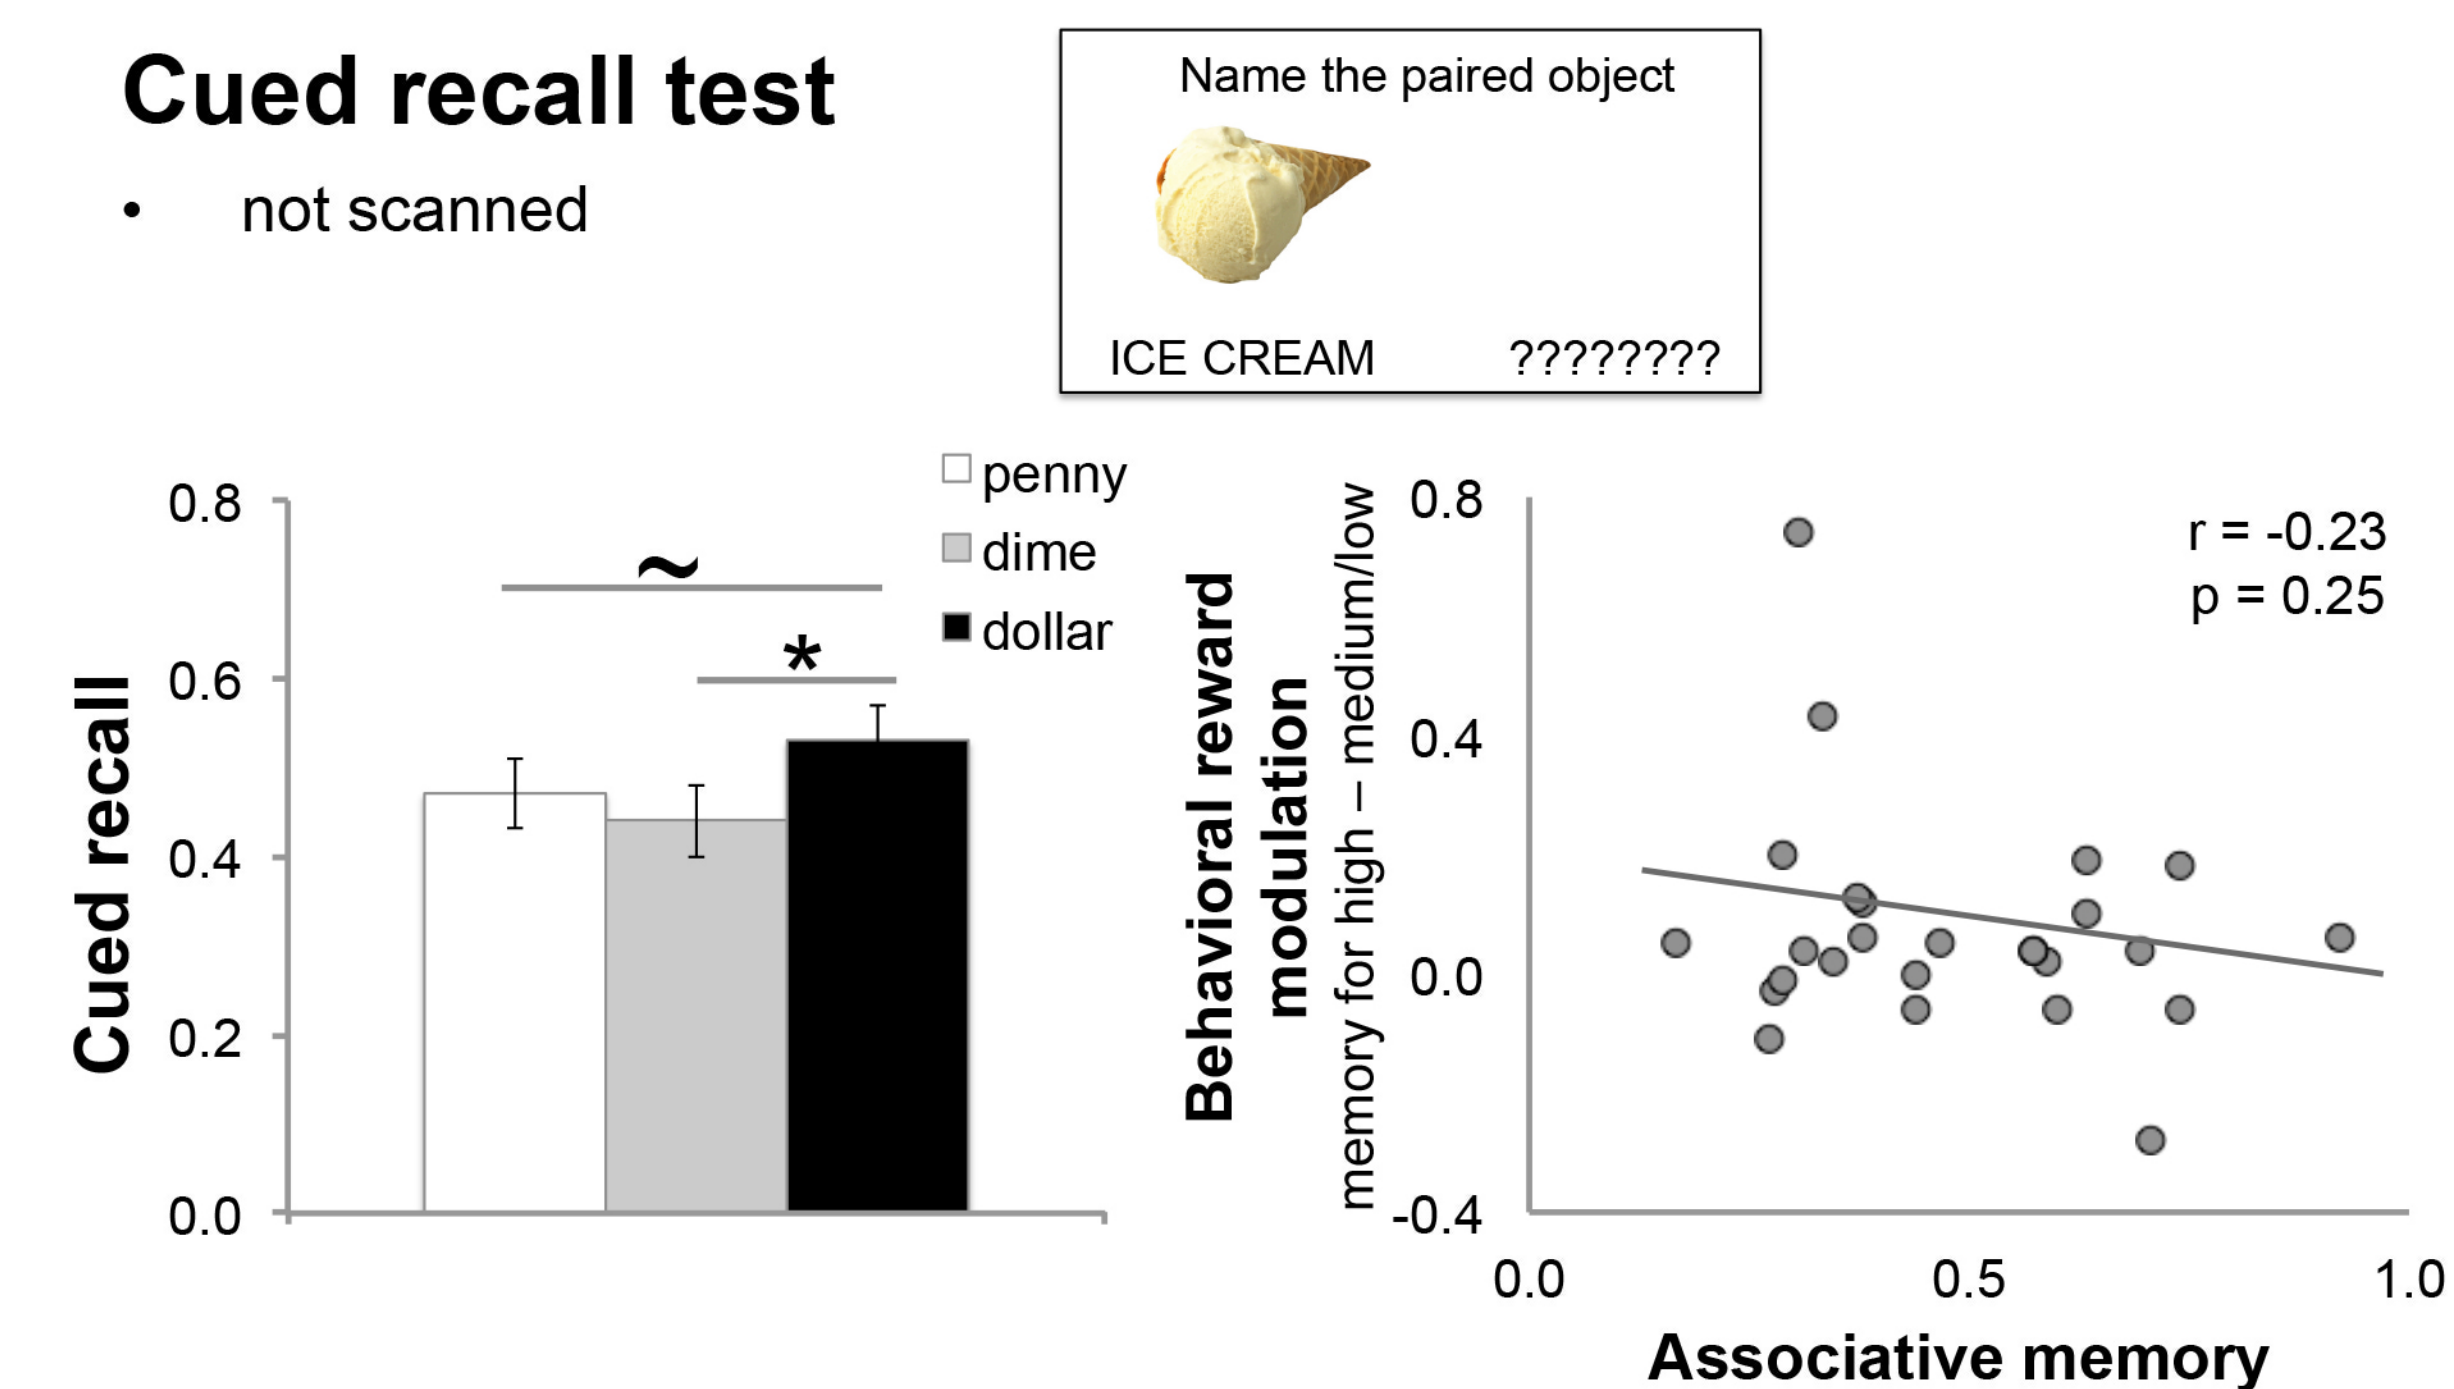 Cued recall test
• not scanned
Name the paired object
ICE CREAM ????????
penny
dime
dollar
~
*
Cued recall
0.8
0.6
0.4
0.2
0.0
Behavioral reward
modulation
memory for high – medium/low
0.8
0.4
0.0
-0.4
r = -0.23
p = 0.25
0.0 0.5 1.0
Associative memory